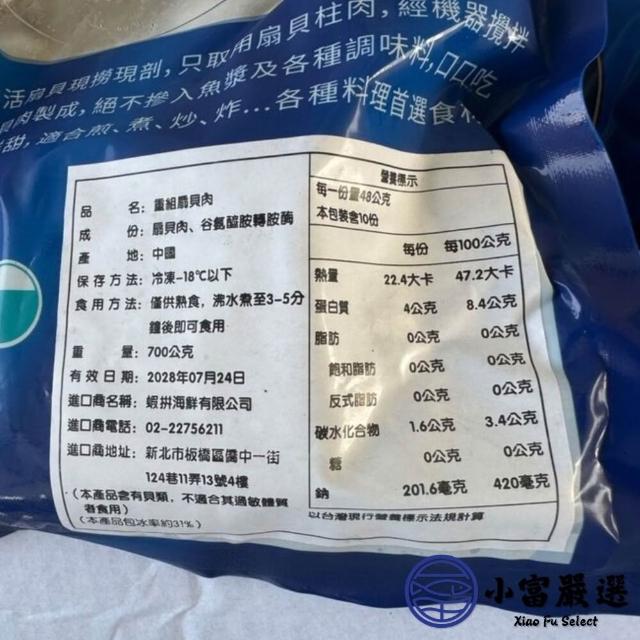 活扇貝現撈現剖，只取用扇貝柱肉，經機器攪拌
肉製成，絕不摻入魚漿及各種調味料，口口吃
甜，適合煎、煮、炒、炸…各種料理首選食材
品　名：重組扇貝肉
成　份：扇貝肉、谷氨醯胺轉胺酶
產　地：中國
保存方法：冷凍-18℃以下
食用方法：僅供熟食，沸水煮至3-5分
鐘後即可食用
重　量：700公克
有效日期：2028年07月24日
進口商名稱：蝦拚海鮮有限公司
進口商電話：02-22756211
進口商地址：新北市板橋區僑中一街
124巷11弄13號4樓
（本產品含有貝類，不適合其過敏體質
者食用）
（本產品包冰率約31%）
營養標示
每一份量48公克
本包裝含10份
每份　每100公克
熱量　22.4大卡　47.2大卡
蛋白質　4公克　8.4公克
脂肪　0公克　0公克
飽和脂肪　0公克　0公克
反式脂肪　0公克　0公克
碳水化合物　1.6公克　3.4公克
糖　0公克　0公克
鈉　201.6毫克　420毫克
以台灣現行營養標示法規計算
小富嚴選
Xiao Fu Select